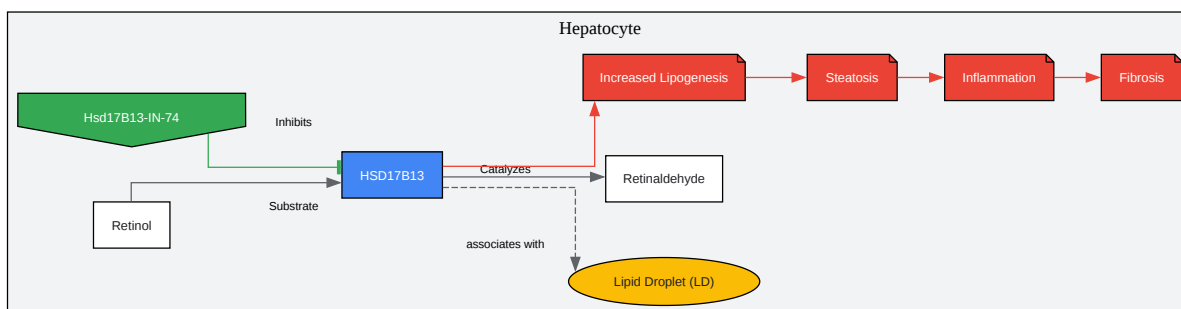 Hepatocyte
Increased Lipogenesis
Steatosis
Inflammation
Fibrosis
Hsd17B13-IN-74
Inhibits
HSD17B13
Catalyzes
Retinaldehyde
Substrate
Retinol
associates with
Lipid Droplet (LD)